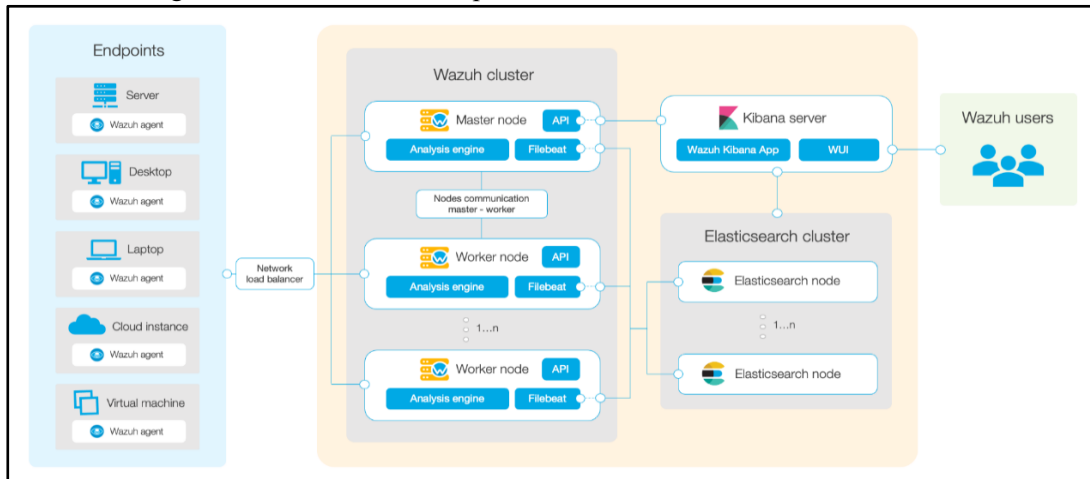 Endpoints
Server
Wazuh agent
Desktop
Wazuh agent
Laptop
Wazuh agent
Cloud instance
Wazuh agent
Virtual machine
Wazuh agent
Network
load balancer
Wazuh cluster
Master node
API
Analysis engine
Filebeat
Nodes communication
master - worker
Worker node
API
Analysis engine
Filebeat
1...n
Worker node
API
Analysis engine
Filebeat
Kibana server
Wazuh Kibana App
WUI
Elasticsearch cluster
Elasticsearch node
1...n
Elasticsearch node
Wazuh users